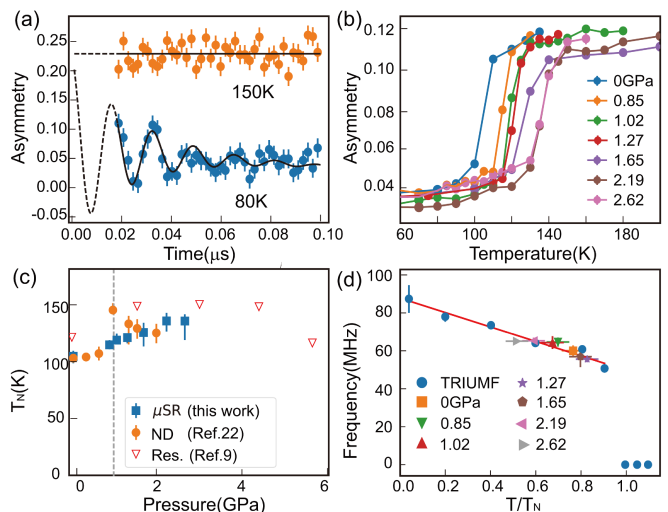 (a)
Asymmetry
0.25
0.20
0.15
0.10
0.05
0.00
-0.05
150K
80K
0.00 0.02 0.04 0.06 0.08 0.10
Time(μs)
(b)
Asymmetry
0.12
0.10
0.08
0.06
0.04
0GPa
0.85
1.02
1.27
1.65
2.19
2.62
60 80 100 120 140 160 180
Temperature(K)
(c)
T_N(K)
150
100
50
0
μSR (this work)
ND (Ref.22)
Res. (Ref.9)
0 2 4 6
Pressure(GPa)
(d)
Frequency(MHz)
100
80
60
40
20
0
TRIUMF
0GPa
0.85
1.02
1.27
1.65
2.19
2.62
0.0 0.2 0.4 0.6 0.8 1.0
T/T_N